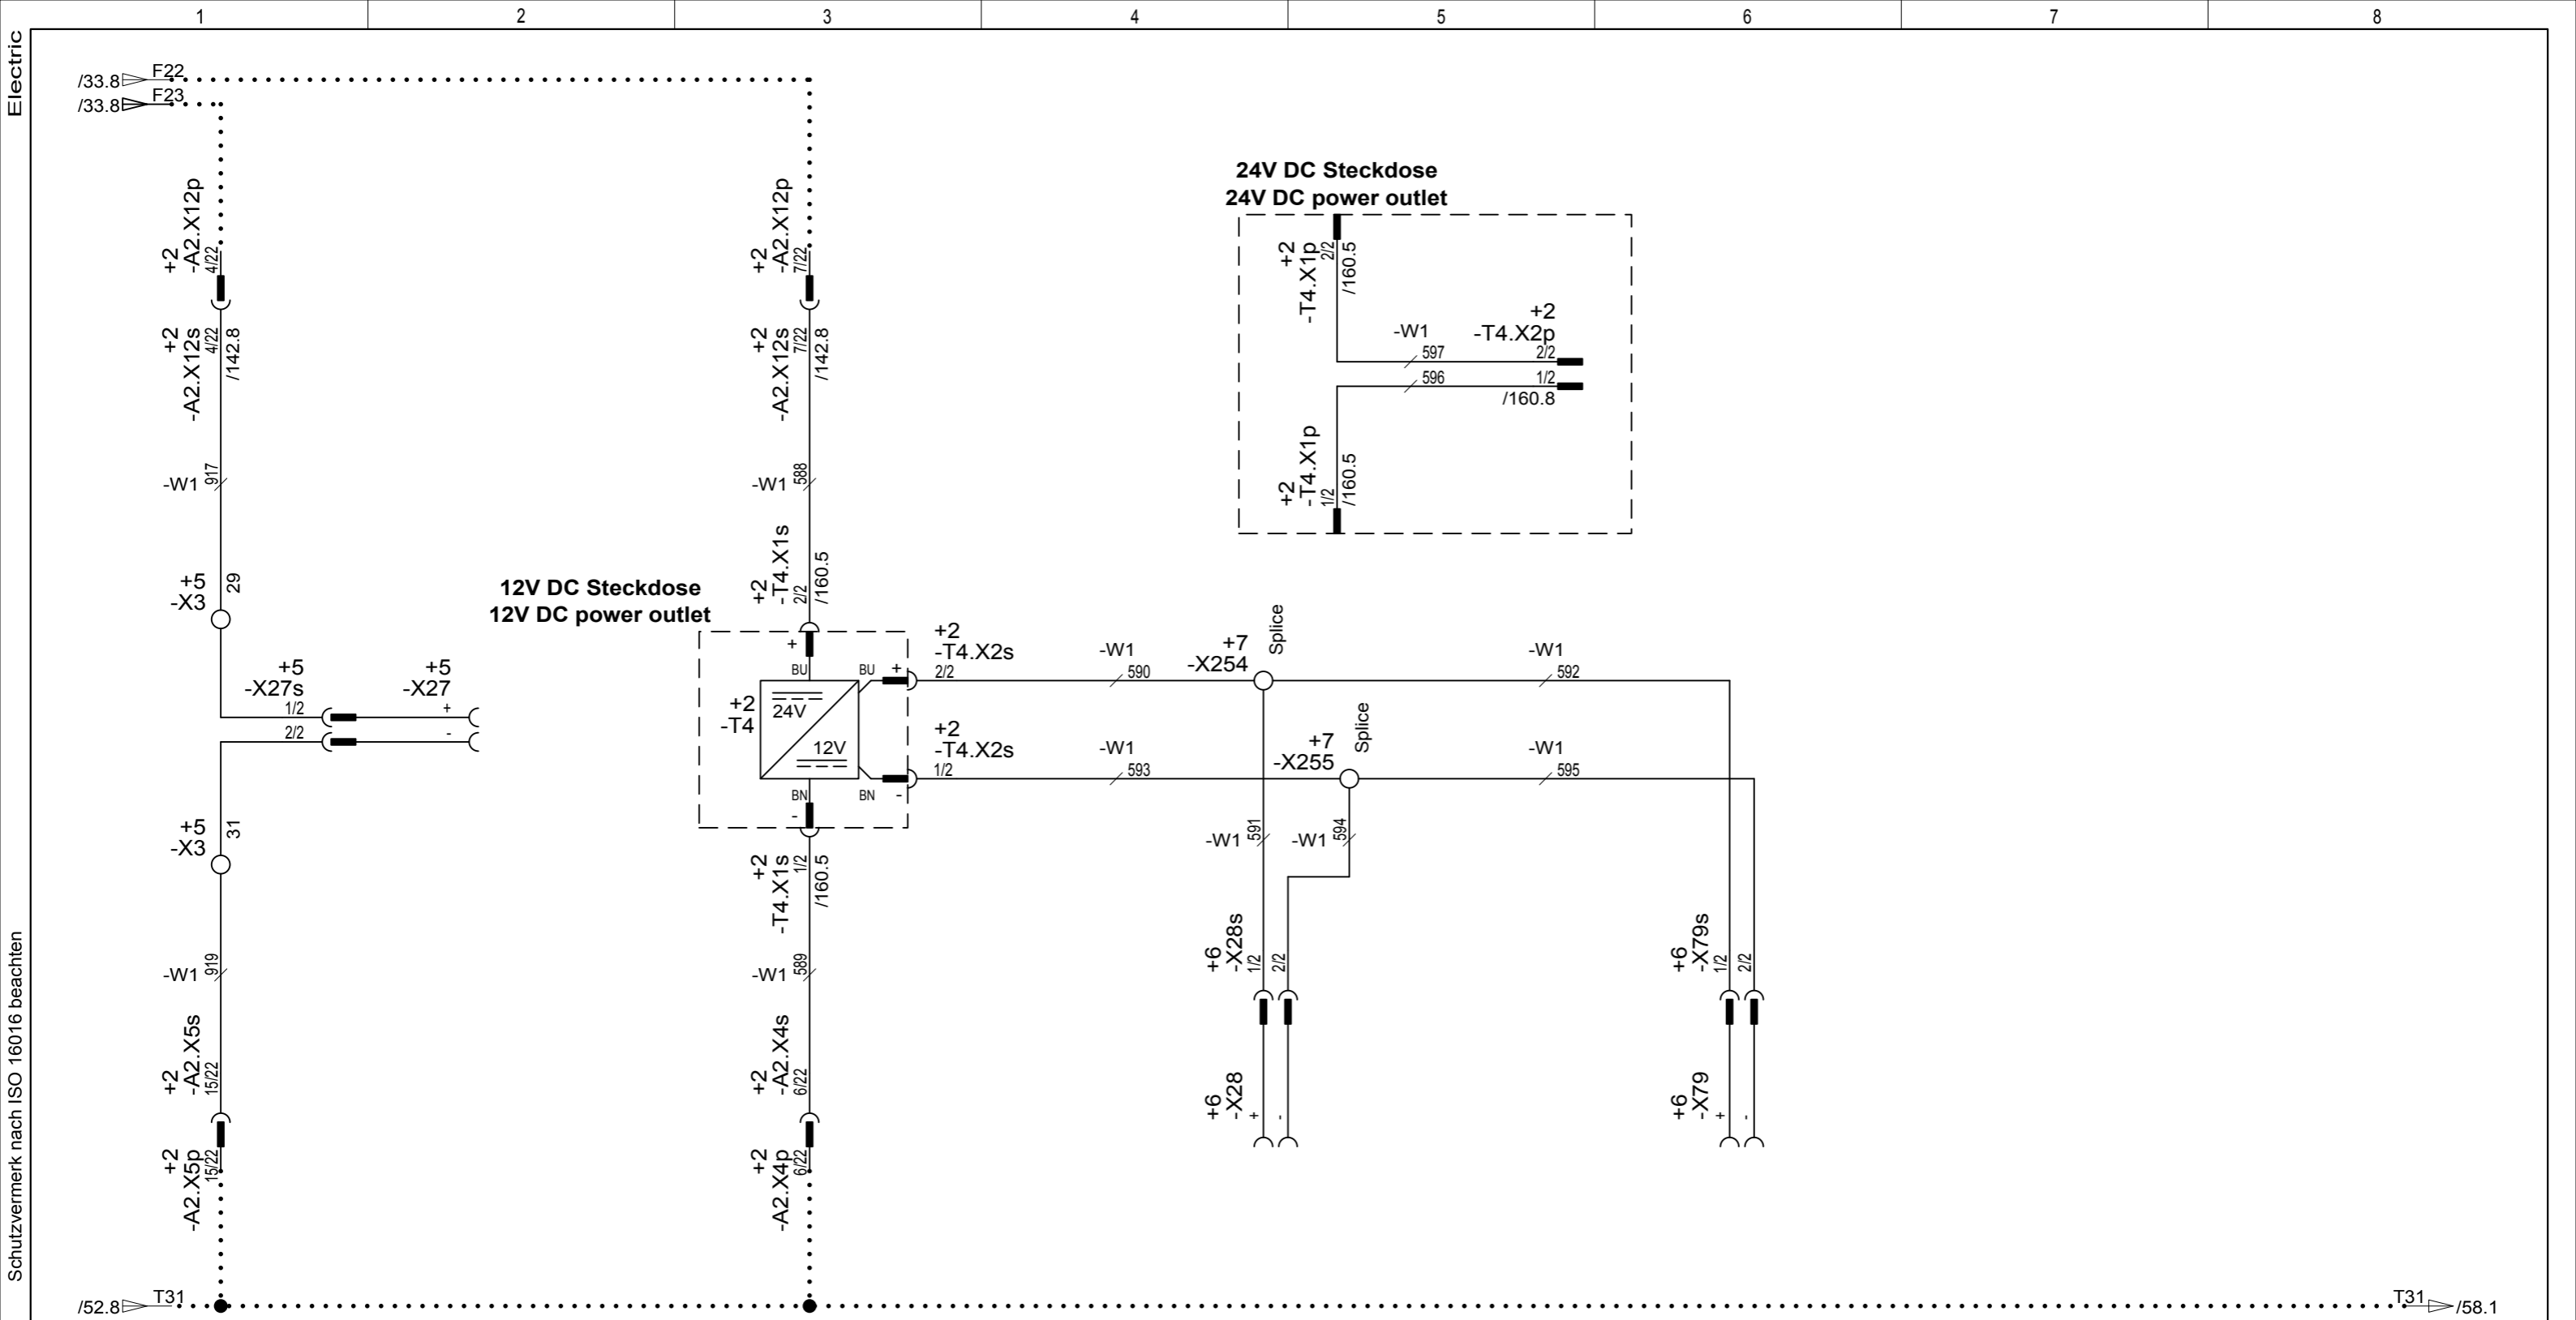 1 2 3 4 5 6 7 8
Electric
/33.8 F22
/33.8 F23
+2
-A2.X12p
4/22
+2
-A2.X12s
4/22
/142.8
-W1 917
+5
-X3
29
+5
-X27s
1/2
2/2
+5
-X27
+
-
+5
-X3
31
-W1 919
+2
-A2.X5s
15/22
+2
-A2.X5p
15/22
+2
-A2.X12p
7/22
+2
-A2.X12s
7/22
/142.8
-W1 588
+2
-T4.X1s
2/2
/160.5
12V DC Steckdose
12V DC power outlet
+
BU
BU +
+2
-T4
24V
12V
BN
BN -
-
+2
-T4.X1s
1/2
/160.5
-W1 589
+2
-A2.X4s
6/22
+2
-A2.X4p
6/22
+2
-T4.X2s
2/2
-W1
590
+7
-X254
Splice
-W1
592
+2
-T4.X2s
1/2
-W1
593
+7
-X255
Splice
-W1
595
-W1 591
-W1 594
+6
-X28s
1/2
2/2
+6
-X28
+
-
+6
-X79s
1/2
2/2
+6
-X79
+
-
24V DC Steckdose
24V DC power outlet
+2
-T4.X1p
2/2
/160.5
-W1
597
+2
-T4.X2p
2/2
596
1/2
/160.8
+2
-T4.X1p
1/2
/160.5
Schutzvermerk nach ISO 16016 beachten
/52.8 T31
T31 /58.1